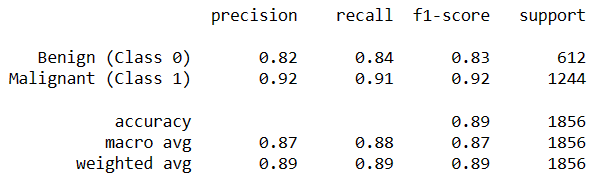 precision recall f1-score support
Benign (Class 0) 0.82 0.84 0.83 612
Malignant (Class 1) 0.92 0.91 0.92 1244
accuracy 0.89 1856
macro avg 0.87 0.88 0.87 1856
weighted avg 0.89 0.89 0.89 1856